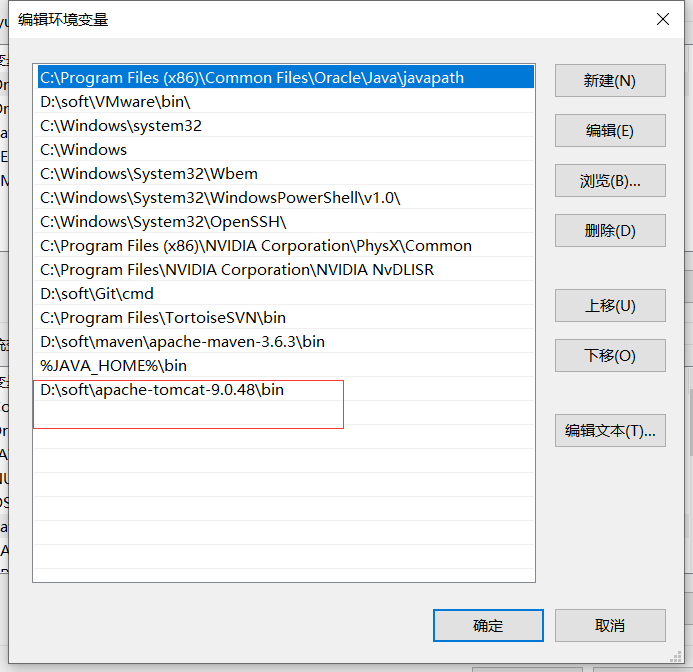 编辑环境变量
C:\Program Files (x86)\Common Files\Oracle\Java\javapath
D:\soft\VMware\bin\
C:\Windows\system32
C:\Windows
C:\Windows\System32\Wbem
C:\Windows\System32\WindowsPowerShell\v1.0\
C:\Windows\System32\OpenSSH\
C:\Program Files (x86)\NVIDIA Corporation\PhysX\Common
C:\Program Files\NVIDIA Corporation\NVIDIA NvDLISR
D:\soft\Git\cmd
C:\Program Files\TortoiseSVN\bin
D:\soft\maven\apache-maven-3.6.3\bin
%JAVA_HOME%\bin
D:\soft\apache-tomcat-9.0.48\bin
新建(N)
编辑(E)
浏览(B)...
删除(D)
上移(U)
下移(O)
编辑文本(T)...
确定
取消